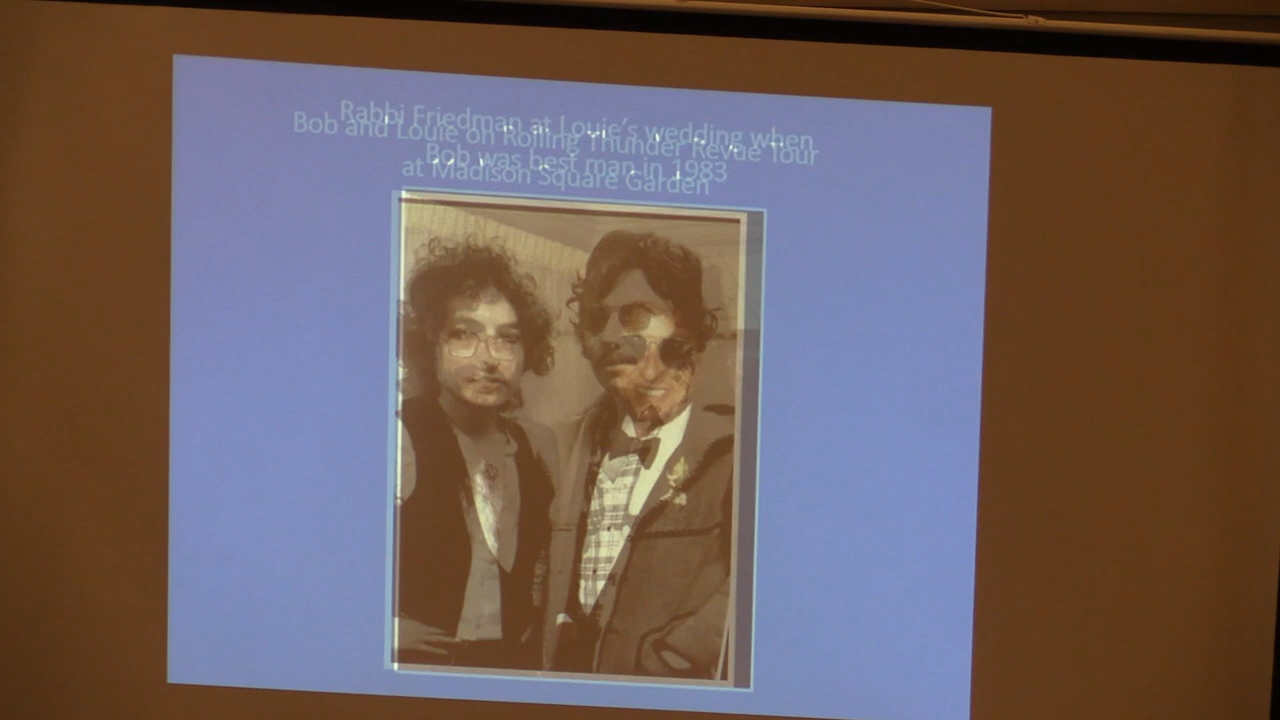 Rabbi Friedman at Louie's wedding when
Bob and Louie on Rolling Thunder Revue Tour
Bob was best man in 1983
at Madison Square Garden